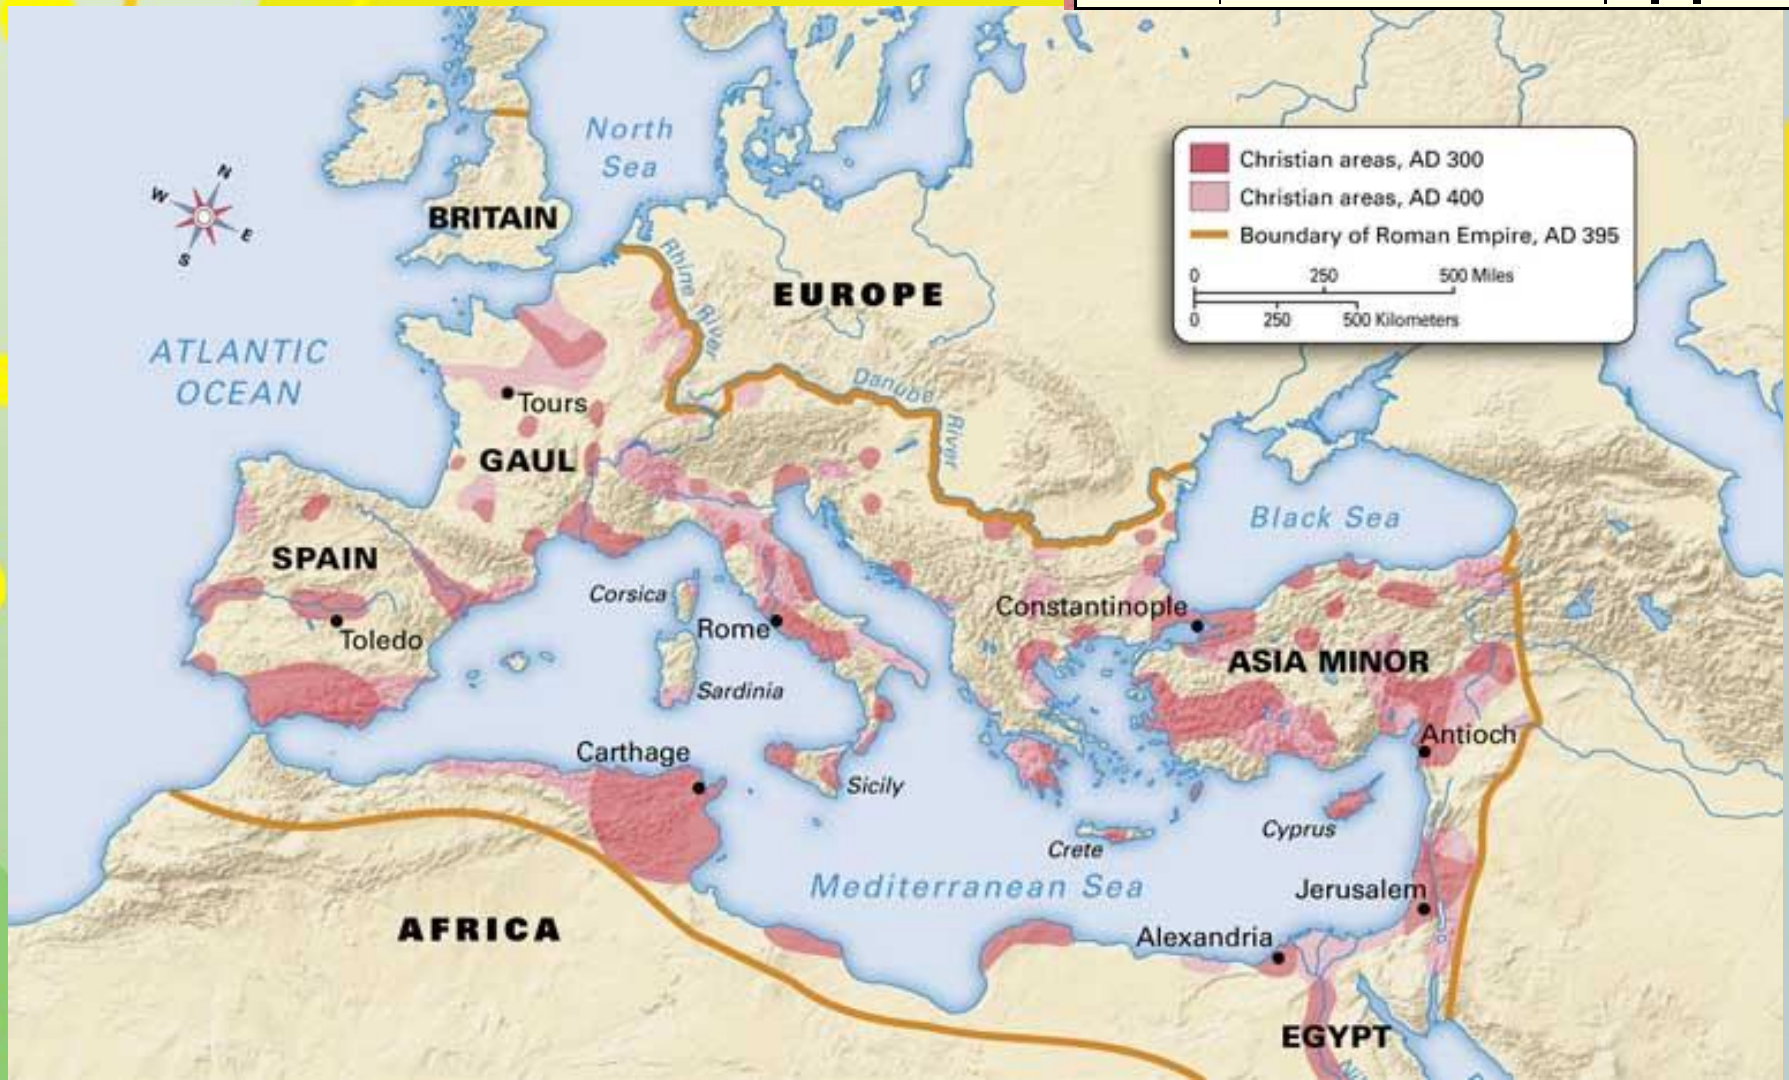 North
Sea
N
W
E
S
BRITAIN
Christian areas, AD 300
Christian areas, AD 400
Boundary of Roman Empire, AD 395
0 250 500 Miles
0 250 500 Kilometers
Rhine River
EUROPE
ATLANTIC
OCEAN
Danube River
Tours
GAUL
Black Sea
SPAIN
Corsica
Constantinople
Rome
Toledo
ASIA MINOR
Sardinia
Antioch
Carthage
Sicily
Cyprus
Crete
Mediterranean Sea
Jerusalem
AFRICA
Alexandria
EGYPT